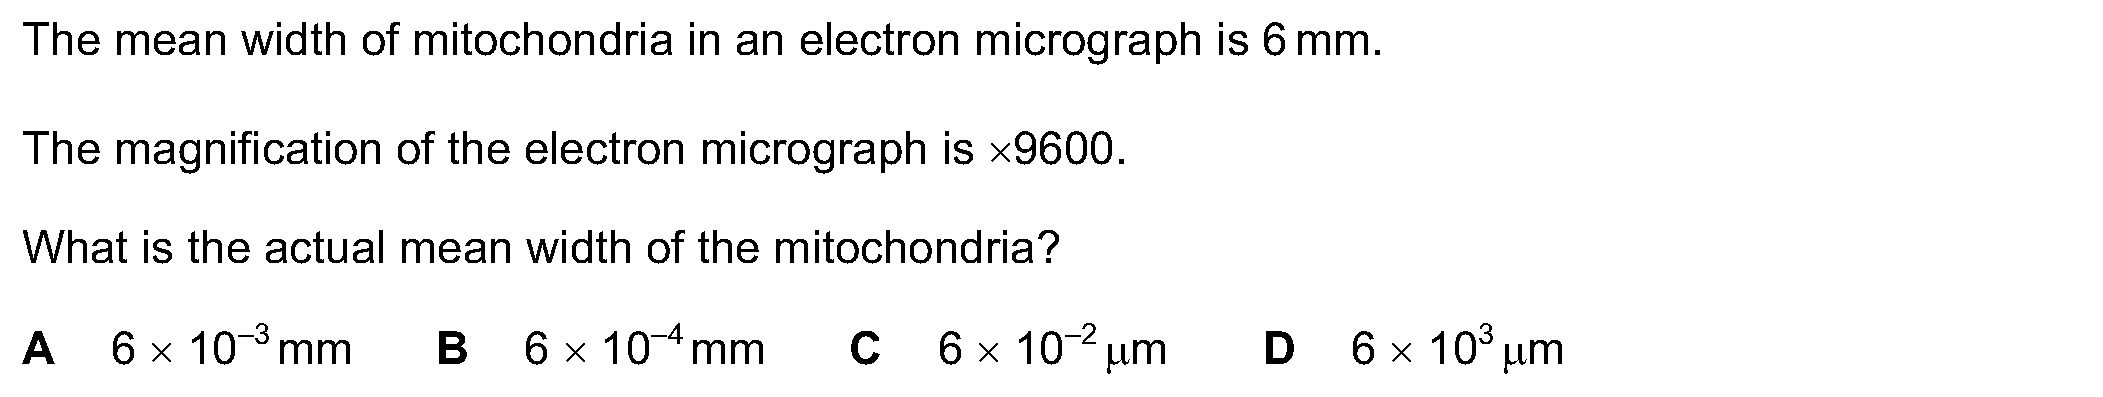 The mean width of mitochondria in an electron micrograph is 6 mm.
The magnification of the electron micrograph is ×9600.
What is the actual mean width of the mitochondria?
A 6 × 10⁻³ mm B 6 × 10⁻⁴ mm C 6 × 10⁻² μm D 6 × 10³ μm